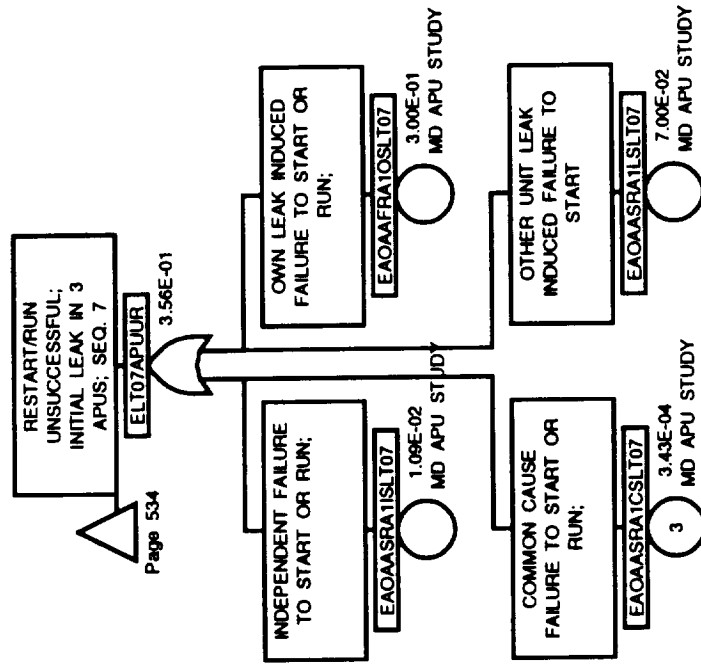 RESTART/RUN
UNSUCCESSFUL;
INITIAL LEAK IN 3
APUS; SEQ. 7
ELT07APUUR
3.56E-01
Page 534
INDEPENDENT FAILURE
TO START OR RUN;
EAOAASRA1ISLT07
1.09E-02
MD APU STUDY
OWN LEAK INDUCED
FAILURE TO START OR
RUN;
EAOAAFRA1OSLT07
3.00E-01
MD APU STUDY
COMMON CAUSE
FAILURE TO START OR
RUN;
EAOAASRA1CSLT07
3
3.43E-04
MD APU STUDY
OTHER UNIT LEAK
INDUCED FAILURE TO
START
EAOAASRA1LSLT07
7.00E-02
MD APU STUDY